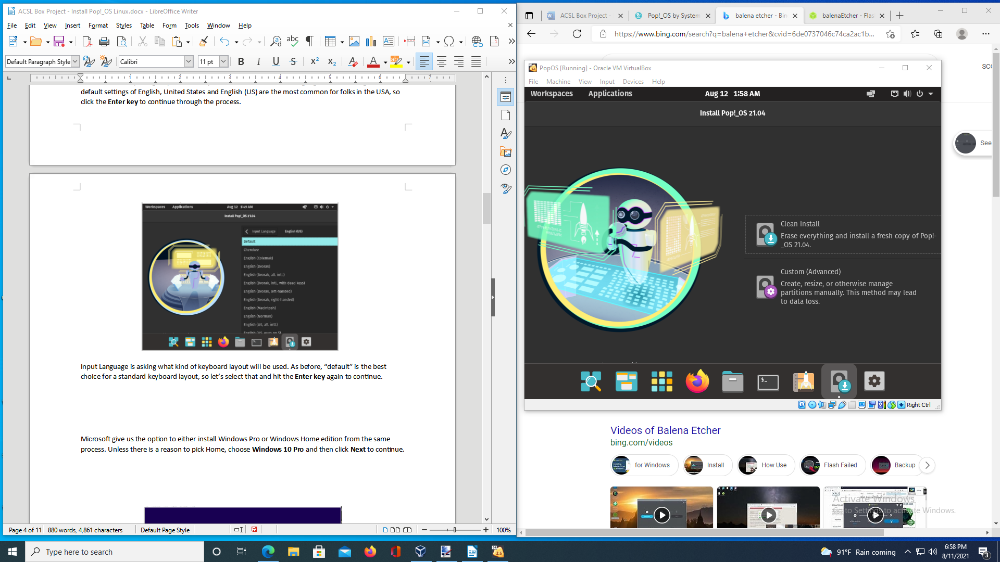 ACSL Box Project - Install Pop!_OS Linux.docx - LibreOffice Writer
File Edit View Insert Format Styles Table Form Tools Window Help
Default Paragraph Style
Calibri
11 pt
default settings of English, United States and English (US) are the most common for folks in the USA, so
click the Enter key to continue through the process.
Workspaces Applications Aug 12 1:49 AM
Install Pop!_OS 21.04
Input Language English (US)
Default
Cherokee
English (Colemak)
English (Dvorak)
English (Dvorak, alt. intl.)
English (Dvorak, intl., with dead keys)
English (Dvorak, left-handed)
English (Dvorak, right-handed)
English (Macintosh)
English (Norman)
English (US, alt. intl.)
Input Language is asking what kind of keyboard layout will be used. As before, “default” is the best
choice for a standard keyboard layout, so let’s select that and hit the Enter key again to continue.
Microsoft give us the option to either install Windows Pro or Windows Home edition from the same
process. Unless there is a reason to pick Home, choose Windows 10 Pro and then click Next to continue.
Page 4 of 11 880 words, 4,861 characters Default Page Style 100%
ACSL Box Project - Pop!_OS by System balena etcher - Bin balenaEtcher - Flas
https://www.bing.com/search?q=balena+etcher&cvid=6de0737046c74ca2ac1b...
PopOS [Running] - Oracle VM VirtualBox
File Machine View Input Devices Help
Workspaces Applications Aug 12 1:58 AM
Install Pop!_OS 21.04
Clean Install
Erase everything and install a fresh copy of Pop!-
_OS 21.04.
Custom (Advanced)
Create, resize, or otherwise manage
partitions manually. This method may lead
to data loss.
Right Ctrl
See
Videos of Balena Etcher
bing.com/videos
for Windows Install How Use Flash Failed Backup
Activate Windows
Go to Settings to activate Windows.
Type here to search
91°F Rain coming
6:58 PM
8/11/2021
3